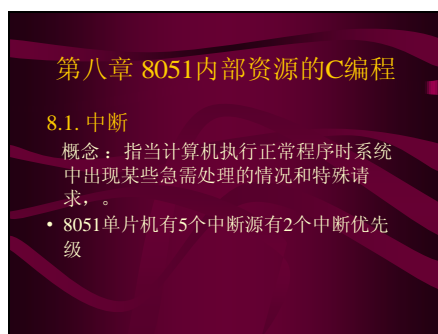 第八章 8051内部资源的C编程
8.1. 中断
概念 ：指当计算机执行正常程序时系统
中出现某些急需处理的情况和特殊请
求，。
• 8051单片机有5个中断源有2个中断优先
级